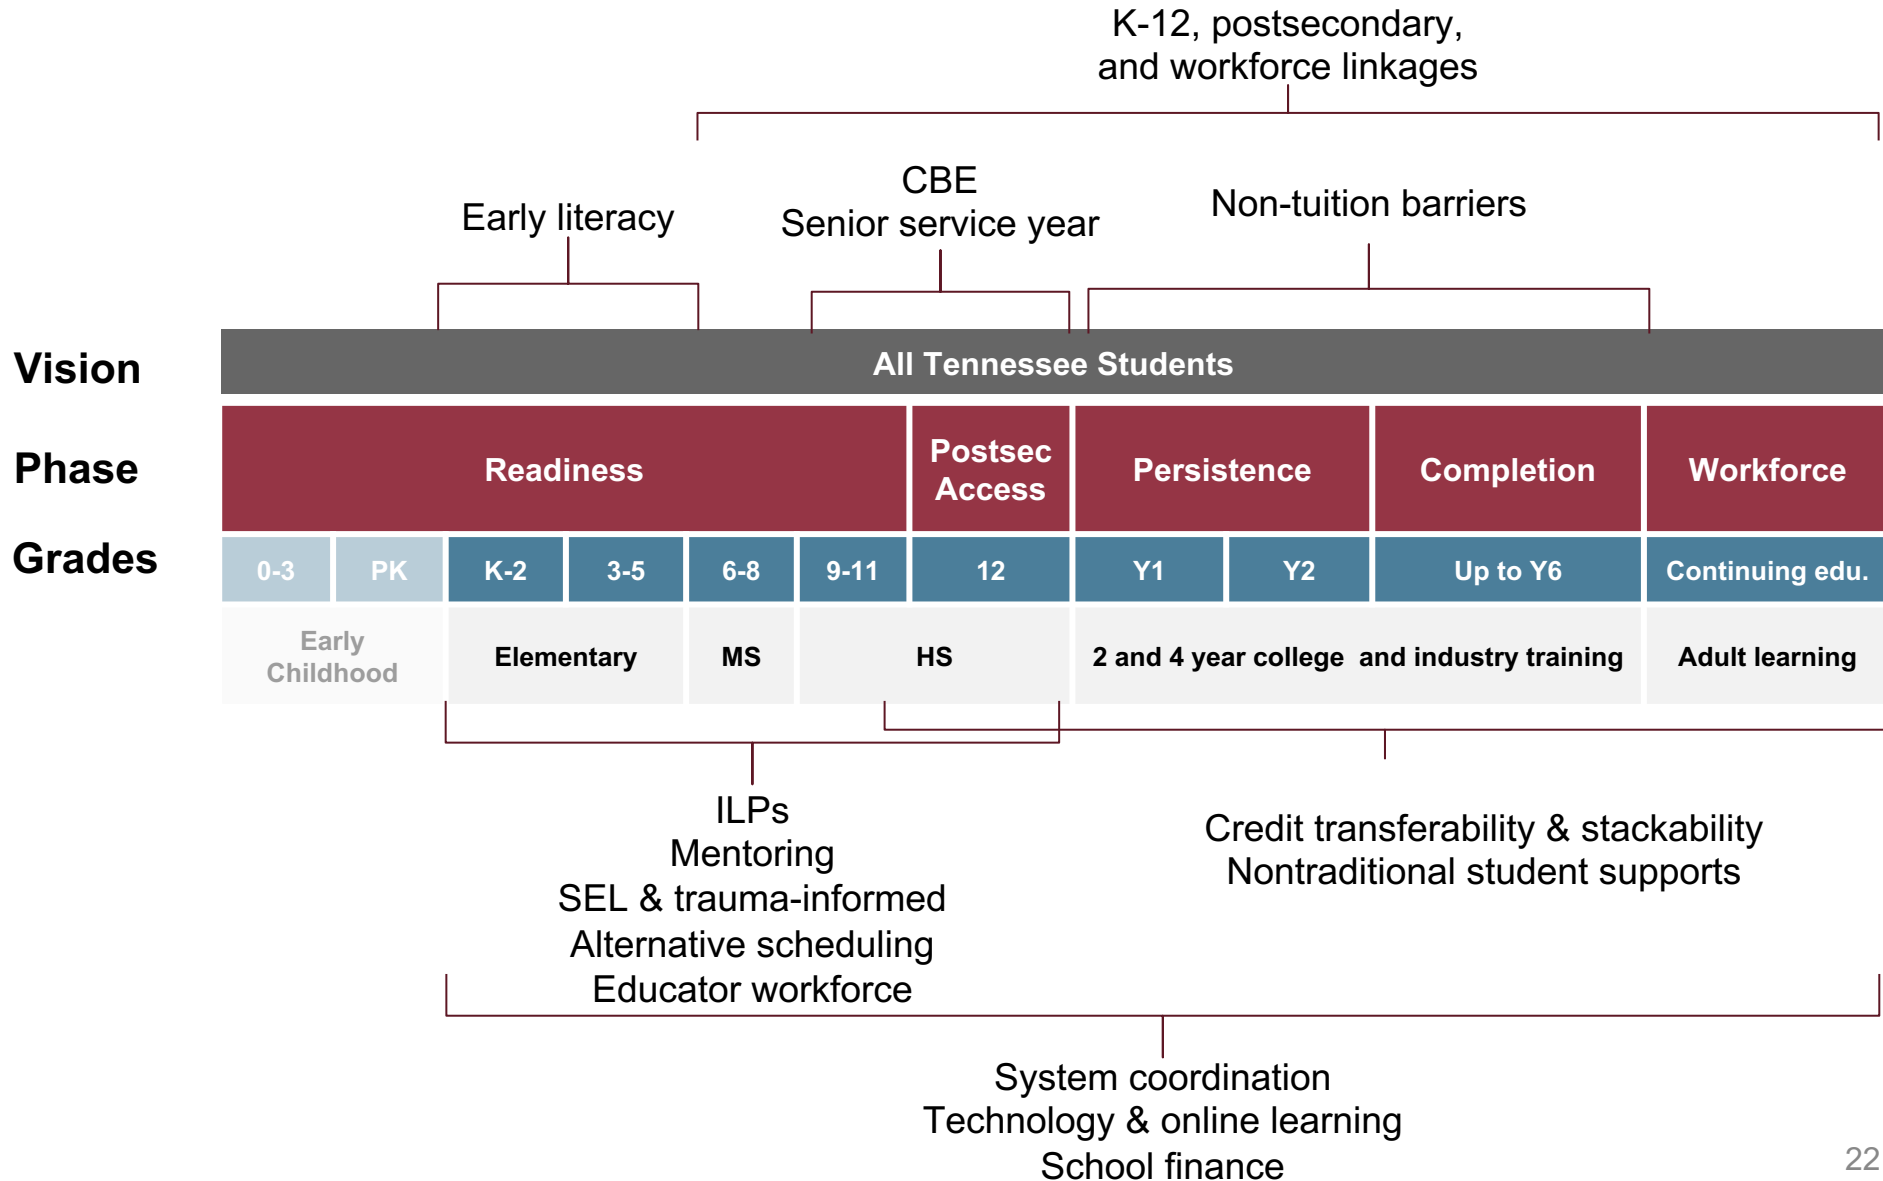 K-12, postsecondary,
and workforce linkages
CBE
Senior service year
Early literacy
Non-tuition barriers
Vision
All Tennessee Students
Phase
Readiness
Postsec
Access
Persistence
Completion
Workforce
Grades
0-3
PK
K-2
3-5
6-8
9-11
12
Y1
Y2
Up to Y6
Continuing edu.
Early
Childhood
Elementary
MS
HS
2 and 4 year college and industry training
Adult learning
ILPs
Mentoring
SEL & trauma-informed
Alternative scheduling
Educator workforce
Credit transferability & stackability
Nontraditional student supports
System coordination
Technology & online learning
School finance
22